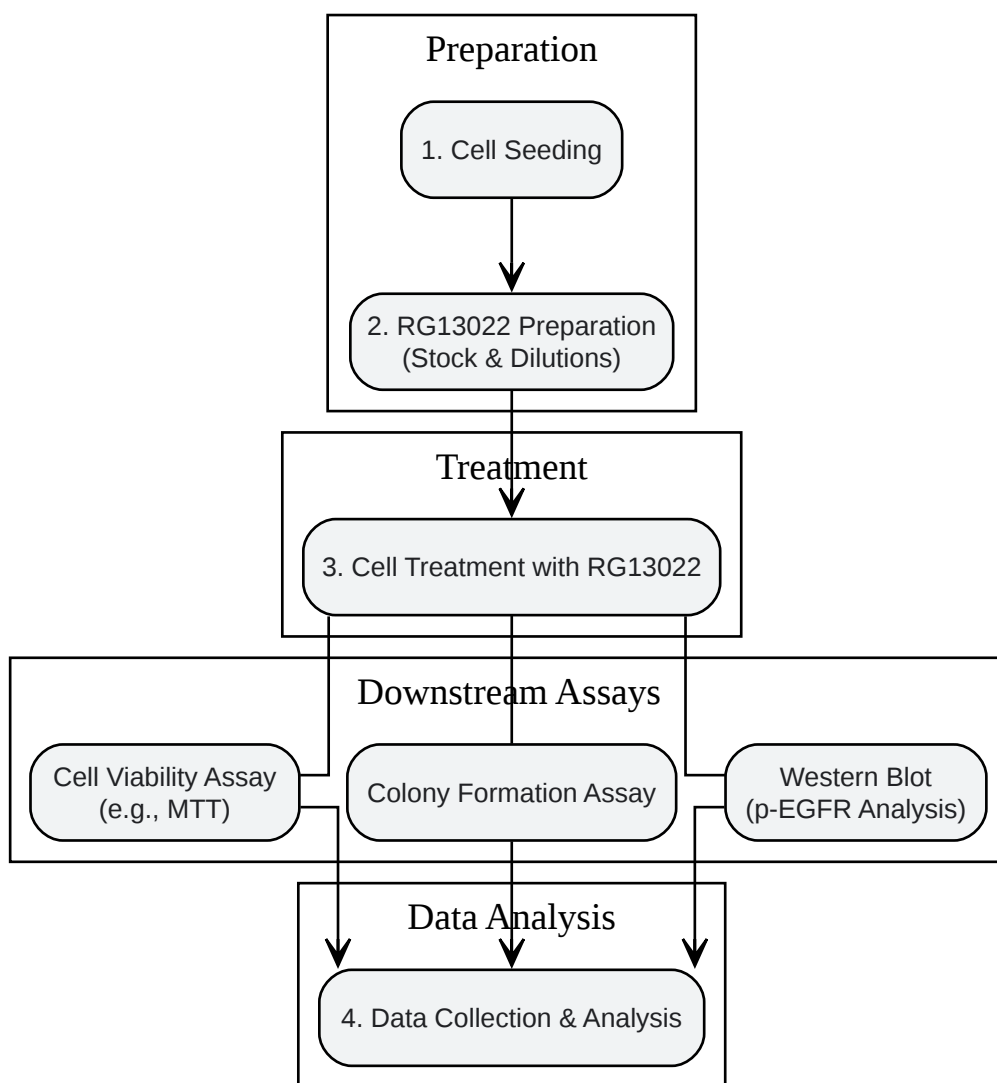 Preparation
1. Cell Seeding
2. RG13022 Preparation
(Stock & Dilutions)
Treatment
3. Cell Treatment with RG13022
Downstream Assays
Cell Viability Assay
(e.g., MTT)
Colony Formation Assay
Western Blot
(p-EGFR Analysis)
Data Analysis
4. Data Collection & Analysis